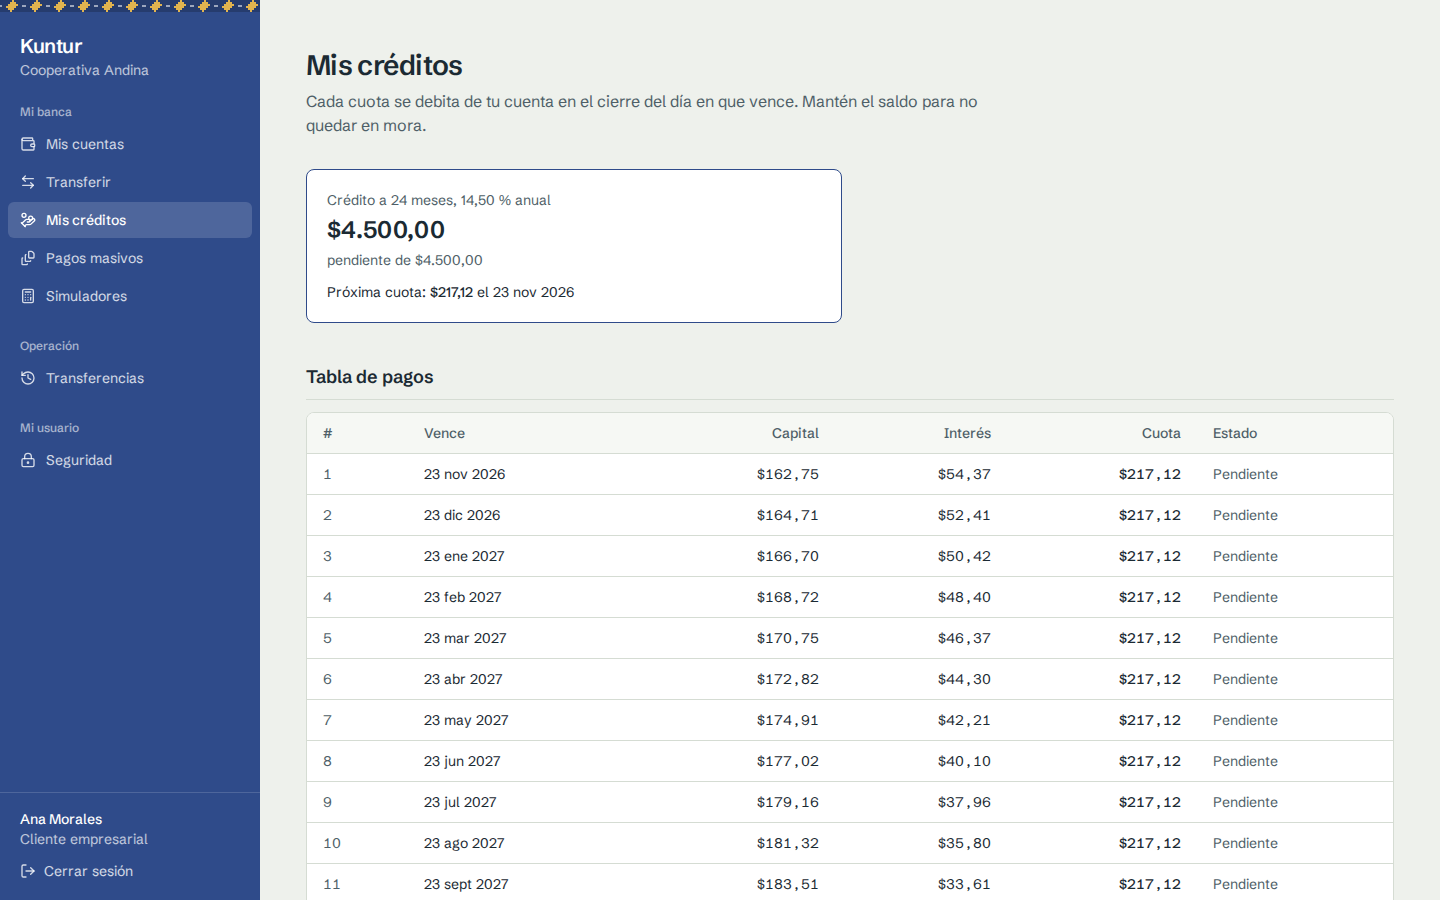 Kuntur
Cooperativa Andina
Mi banca
Mis cuentas
Transferir
Mis créditos
Pagos masivos
Simuladores
Operación
Transferencias
Mi usuario
Seguridad
Ana Morales
Cliente empresarial
Cerrar sesión
Mis créditos
Cada cuota se debita de tu cuenta en el cierre del día en que vence. Mantén el saldo para no
quedar en mora.
Crédito a 24 meses, 14,50 % anual
$4.500,00
pendiente de $4.500,00
Próxima cuota: $217,12 el 23 nov 2026
Tabla de pagos
# Vence Capital Interés Cuota Estado
1 23 nov 2026 $162,75 $54,37 $217,12 Pendiente
2 23 dic 2026 $164,71 $52,41 $217,12 Pendiente
3 23 ene 2027 $166,70 $50,42 $217,12 Pendiente
4 23 feb 2027 $168,72 $48,40 $217,12 Pendiente
5 23 mar 2027 $170,75 $46,37 $217,12 Pendiente
6 23 abr 2027 $172,82 $44,30 $217,12 Pendiente
7 23 may 2027 $174,91 $42,21 $217,12 Pendiente
8 23 jun 2027 $177,02 $40,10 $217,12 Pendiente
9 23 jul 2027 $179,16 $37,96 $217,12 Pendiente
10 23 ago 2027 $181,32 $35,80 $217,12 Pendiente
11 23 sept 2027 $183,51 $33,61 $217,12 Pendiente